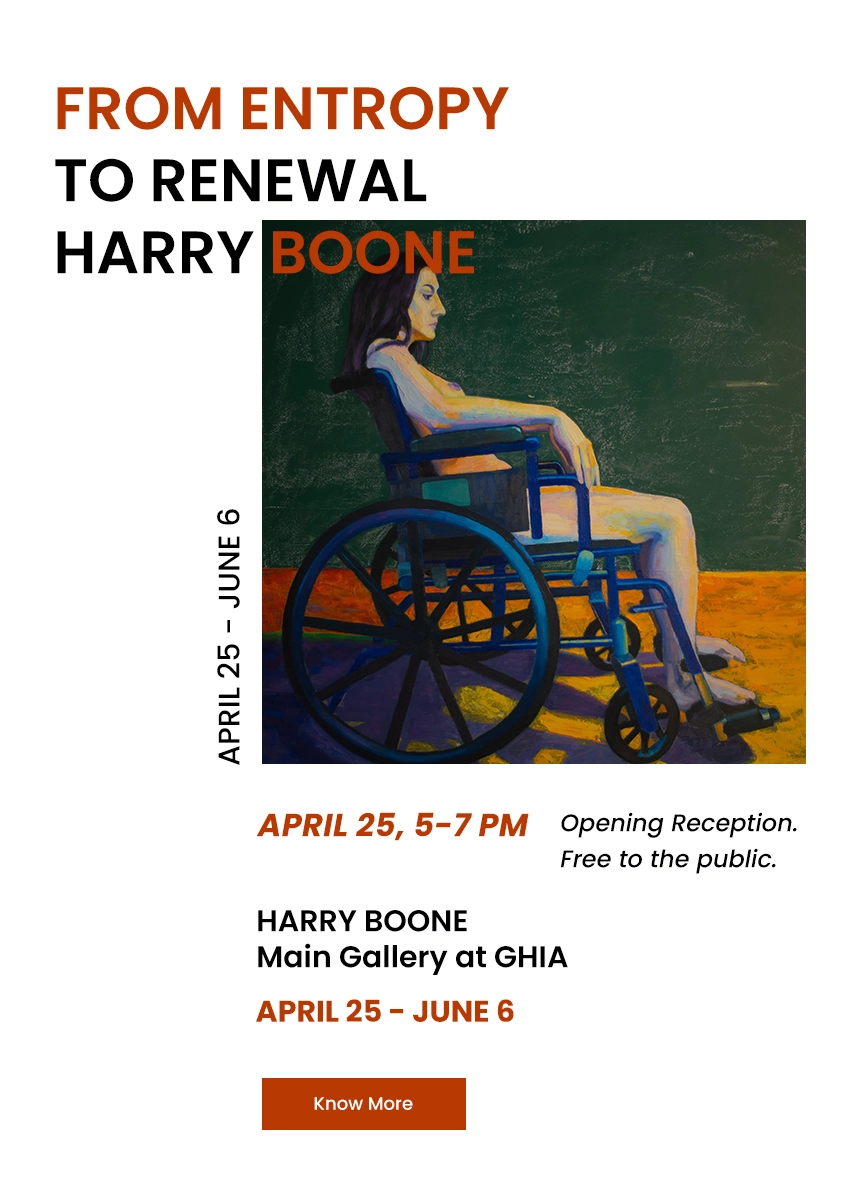 FROM ENTROPY
TO RENEWAL
HARRY BOONE
APRIL 25 - JUNE 6
APRIL 25, 5-7 PM
Opening Reception.
Free to the public.
HARRY BOONE
Main Gallery at GHIA
APRIL 25 - JUNE 6
Know More